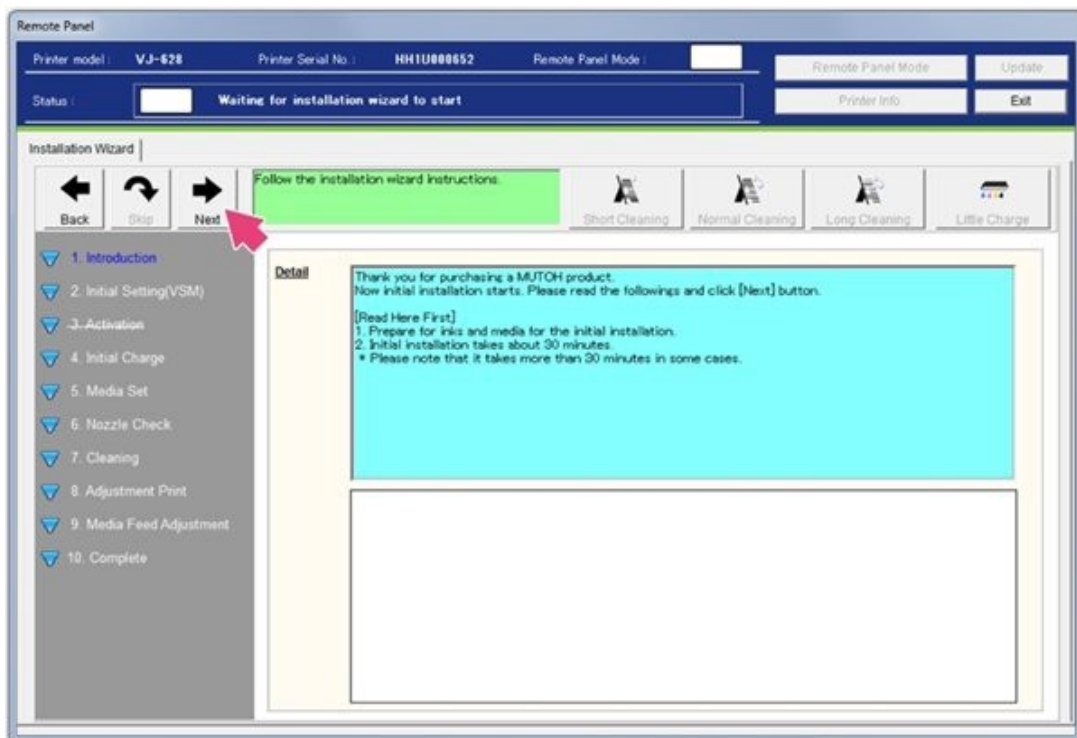 Remote Panel
Printer model : VJ-628 Printer Serial No. : HH1U000652 Remote Panel Mode :
Remote Panel Mode Update
Status : Waiting for installation wizard to start
Printer Info Exit
Installation Wizard
Back Skip Next
Follow the installation wizard instructions.
Short Cleaning Normal Cleaning Long Cleaning Little Charge
1. Introduction
2. Initial Setting(VSM)
3. Activation
4. Initial Charge
5. Media Set
6. Nozzle Check
7. Cleaning
8. Adjustment Print
9. Media Feed Adjustment
10. Complete
Detail
Thank you for purchasing a MUTOH product.
Now initial installation starts. Please read the followings and click [Next] button.
[Read Here First]
1. Prepare for inks and media for the initial installation.
2. Initial installation takes about 30 minutes.
* Please note that it takes more than 30 minutes in some cases.